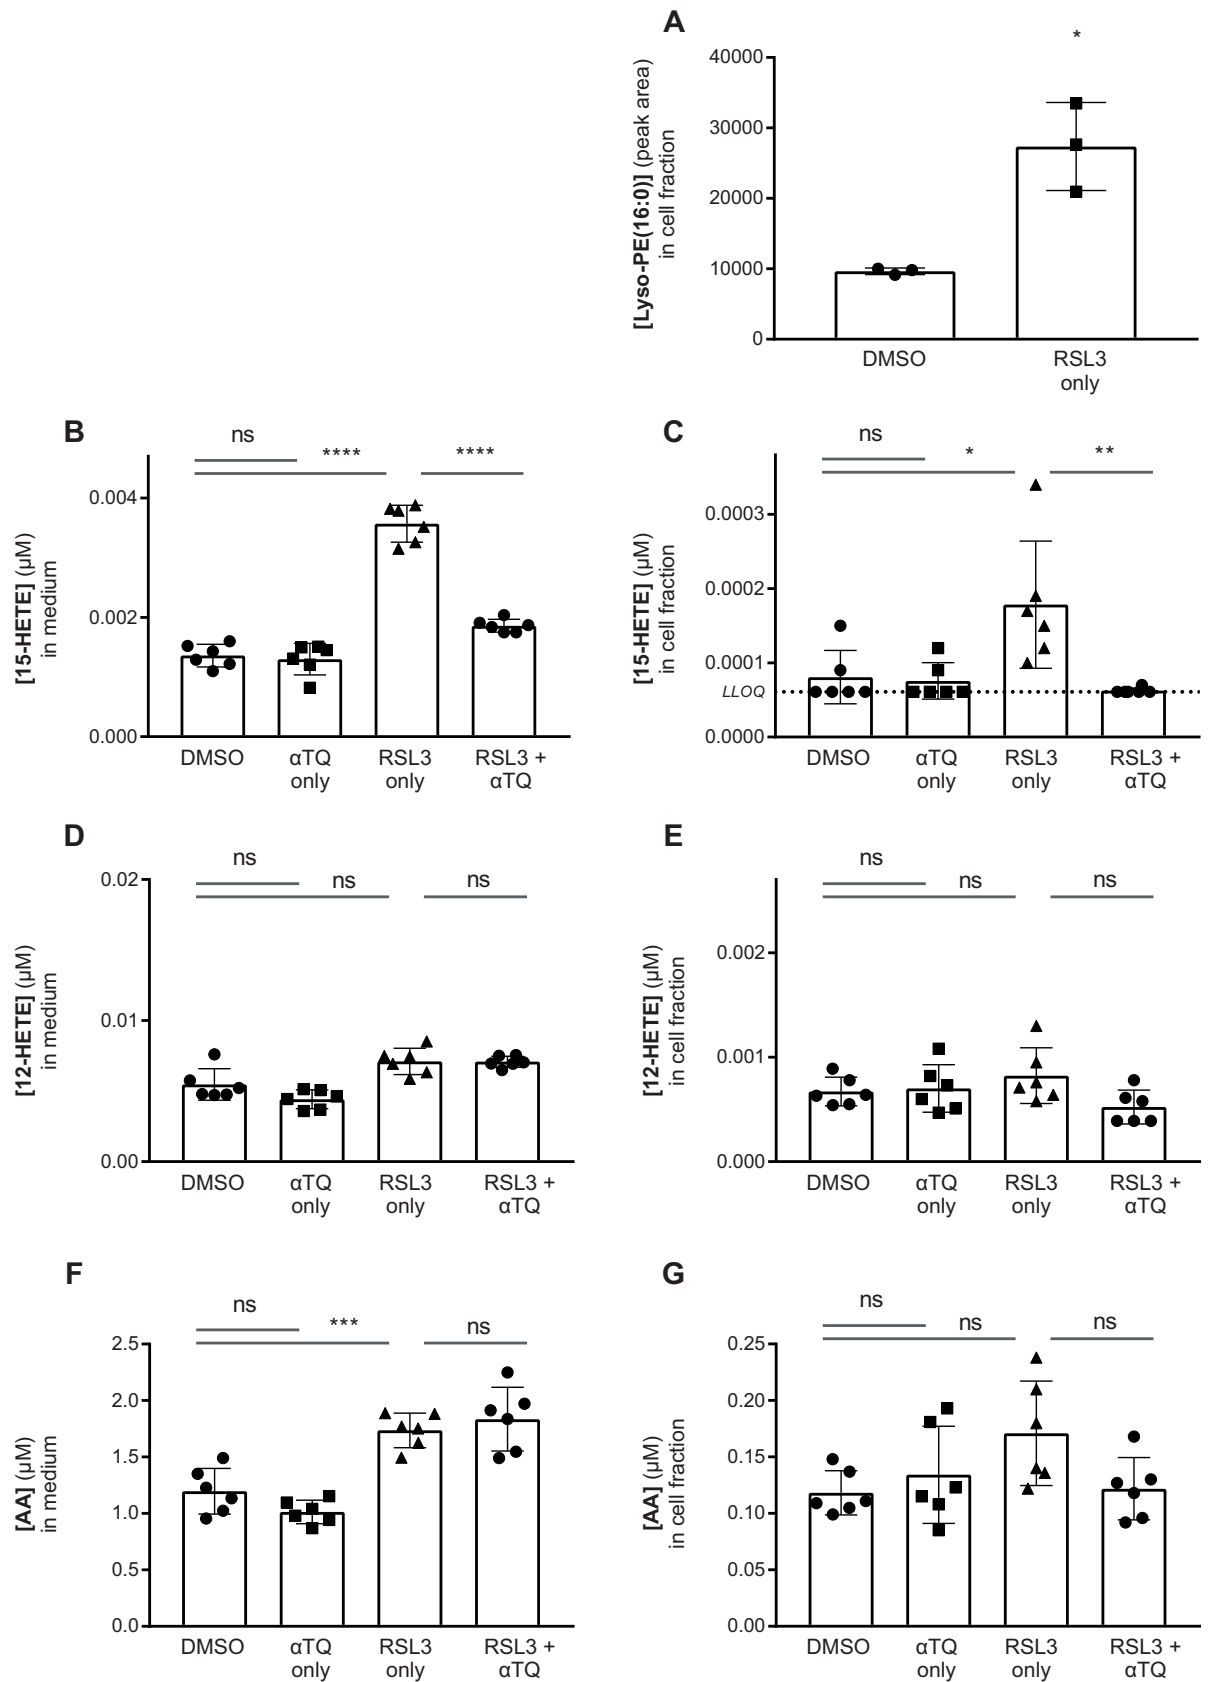 A
*
[Lyso-PE(16:0)] (peak area)
in cell fraction
40000
30000
20000
10000
0
DMSO
RSL3
only
B
ns
****
****
[15-HETE] (μM)
in medium
0.004
0.002
0.000
DMSO
αTQ
only
RSL3
only
RSL3 +
αTQ
C
ns
*
**
[15-HETE] (μM)
in cell fraction
0.0003
0.0002
0.0001
LLOQ
0.0000
DMSO
αTQ
only
RSL3
only
RSL3 +
αTQ
D
ns
ns
ns
[12-HETE] (μM)
in medium
0.02
0.01
0.00
DMSO
αTQ
only
RSL3
only
RSL3 +
αTQ
E
ns
ns
ns
[12-HETE] (μM)
in cell fraction
0.002
0.001
0.000
DMSO
αTQ
only
RSL3
only
RSL3 +
αTQ
F
ns
***
ns
[AA] (μM)
in medium
2.5
2.0
1.5
1.0
0.5
0.0
DMSO
αTQ
only
RSL3
only
RSL3 +
αTQ
G
ns
ns
ns
[AA] (μM)
in cell fraction
0.25
0.20
0.15
0.10
0.05
0.00
DMSO
αTQ
only
RSL3
only
RSL3 +
αTQ